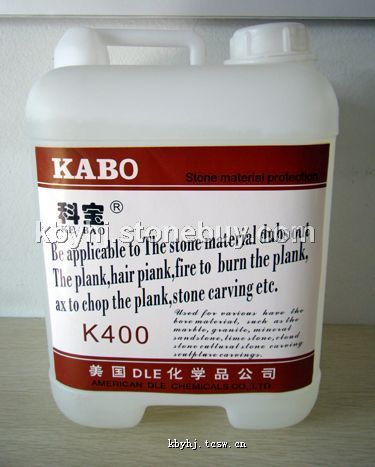 KABO
Stone material protection
科宝®
kbyhj.stonebuy.com
Be applicable to The stone material light
The plank,hair piank,fire to burn the plank,
ax to chop the plank,stone carving etc.
K400
Used for various have the
bore material, such as the
marble, granite, mineral
sandstone, lime stone, cloud
stone cultural stone carving
sculpture carvings.
美国DLE化学品公司
AMERICAN DLE CHEMICALS CO.,LTD
kbyhj.tcsw.cn